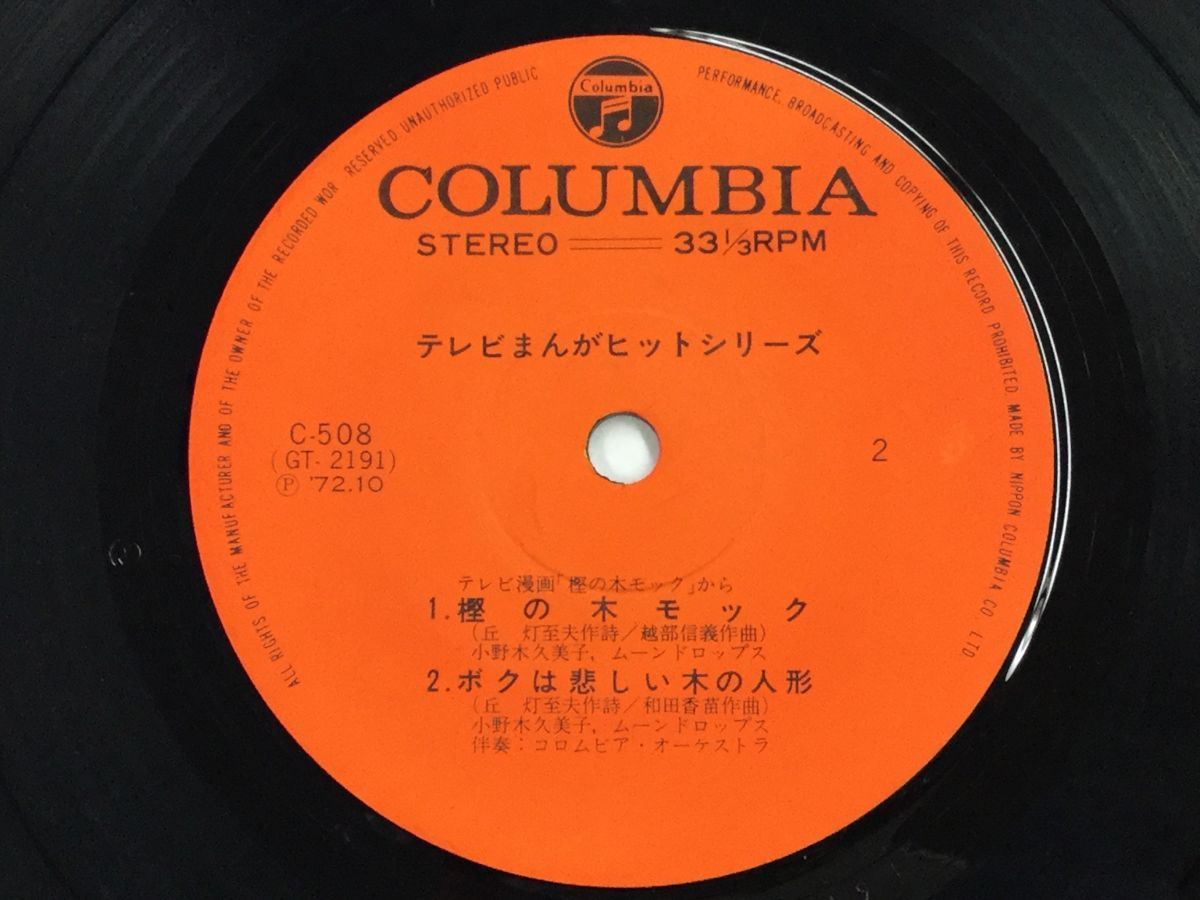 Columbia
COLUMBIA
STEREO 33⅓RPM
テレビまんがヒットシリーズ
C-508
(GT-2191)
Ⓟ '72.10
2
テレビ漫画「樫の木モック」から
1.樫の木モック
(丘 灯至夫作詩/越部信義作曲)
小野木久美子, ムーンドロップス
2.ボクは悲しい木の人形
(丘 灯至夫作詩/和田香苗作曲)
小野木久美子, ムーンドロップス
伴奏:コロムビア・オーケストラ
ALL RIGHTS OF THE MANUFACTURER AND OF THE OWNER OF THE RECORDED WOR RESERVED. UNAUTHORIZED PUBLIC PERFORMANCE, BROADCASTING AND COPYING OF THIS RECORD PROHIBITED. MADE BY NIPPON COLUMBIA CO. LTD.